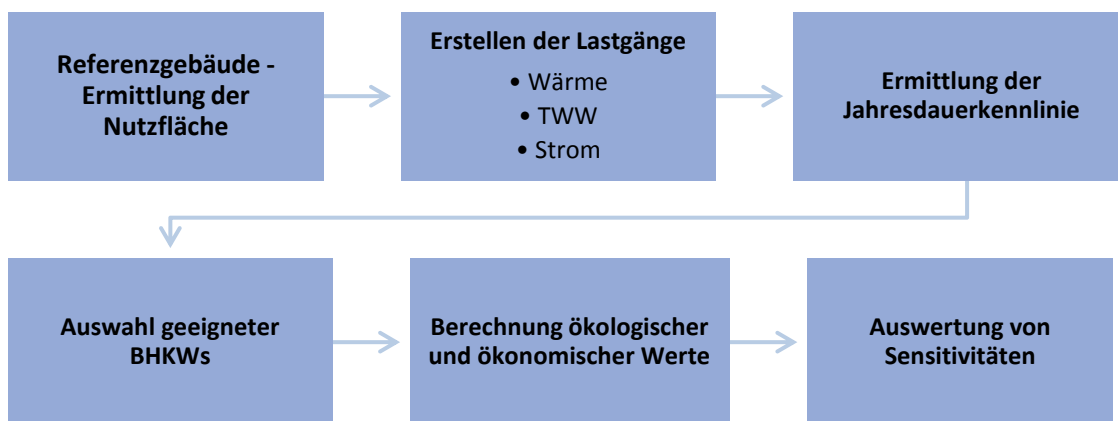 Referenzgebäude -
Ermittlung der
Nutzfläche
Erstellen der Lastgänge
• Wärme
• TWW
• Strom
Ermittlung der
Jahresdauerkennlinie
Auswahl geeigneter
BHKWs
Berechnung ökologischer
und ökonomischer Werte
Auswertung von
Sensitivitäten